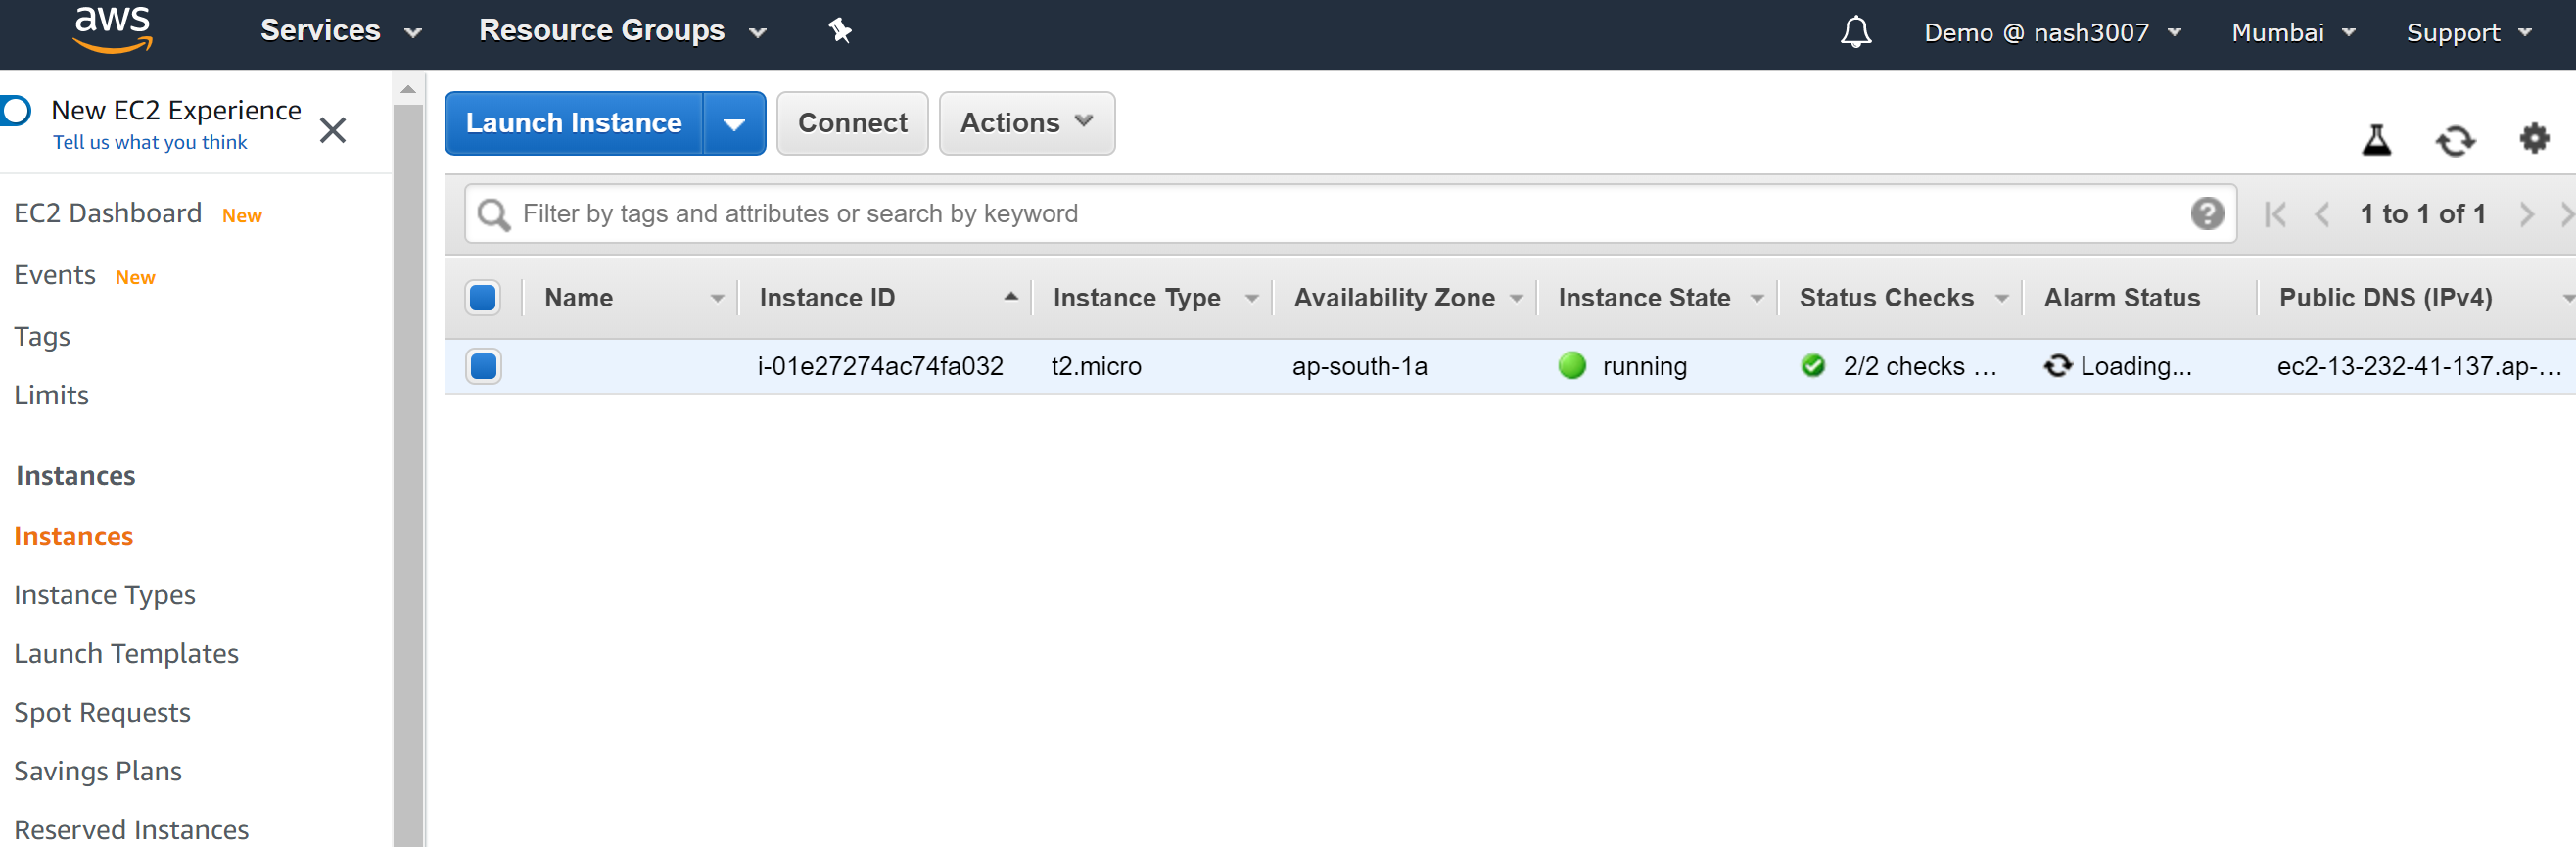 aws Services Resource Groups Demo @ nash3007 Mumbai Support
New EC2 Experience
Tell us what you think
EC2 Dashboard New
Events New
Tags
Limits
Instances
Instances
Instance Types
Launch Templates
Spot Requests
Savings Plans
Reserved Instances
Launch Instance Connect Actions
Filter by tags and attributes or search by keyword ? 1 to 1 of 1
Name Instance ID Instance Type Availability Zone Instance State Status Checks Alarm Status Public DNS (IPv4)
i-01e27274ac74fa032 t2.micro ap-south-1a running 2/2 checks ... Loading... ec2-13-232-41-137.ap-...